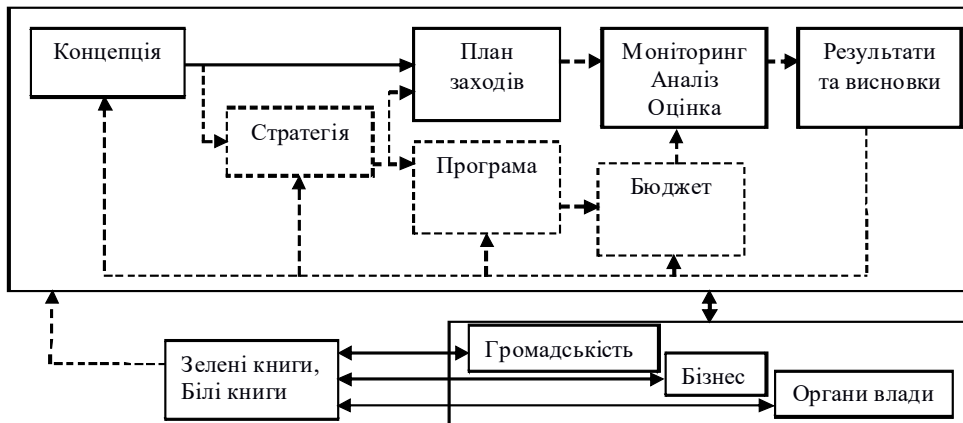 Концепція
План
заходів
Моніторинг
Аналіз
Оцінка
Результати
та висновки
Стратегія
Програма
Бюджет
Зелені книги,
Білі книги
Громадськість
Бізнес
Органи влади